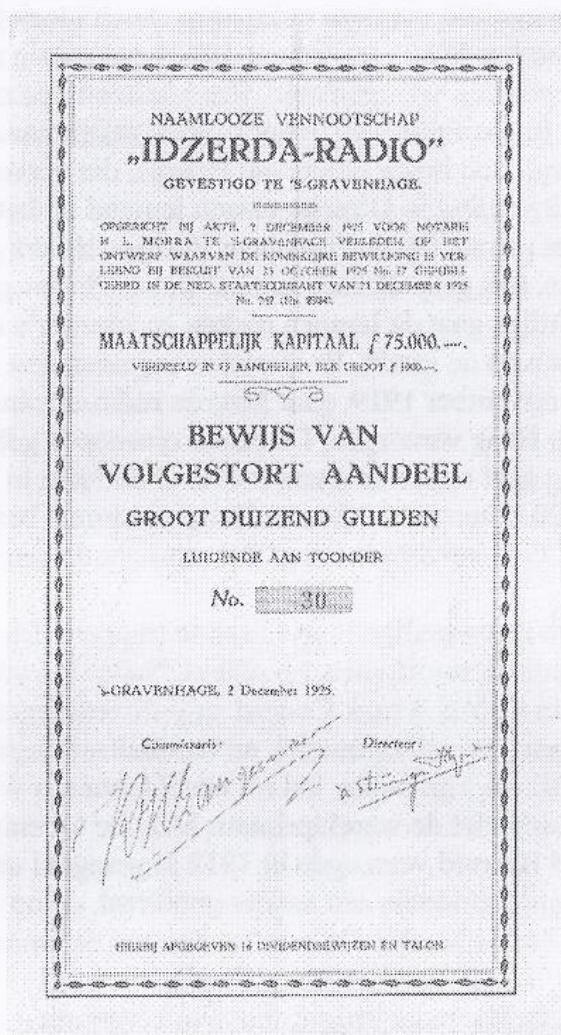 NAAMLOOZE VENNOOTSCHAP
„IDZERDA-RADIO”
GEVESTIGD TE 'S-GRAVENHAGE.
OPGERICHT BIJ AKTE, 2 DECEMBER 1925 VOOR NOTARIS
H. L. MOERA TE 'S-GRAVENHAGE VERLEDEN, OP HET
ONTWERP WAARVAN DE KONINKLIJKE BEWILLIGING IS VER-
LEEND BIJ BESLUIT VAN 23 OCTOBER 1925 No. 37 GEPUBLI-
CEERD IN DE NED. STAATSCOURANT VAN 21 DECEMBER 1925
No. 247
MAATSCHAPPELIJK KAPITAAL ƒ 75.000.—.
VERDEELD IN 75 AANDEELEN, ELK GROOT ƒ 1000.—.
BEWIJS VAN
VOLGESTORT AANDEEL
GROOT DUIZEND GULDEN
LUIDENDE AAN TOONDER
No. 30
'S-GRAVENHAGE, 2 December 1925.
Commissaris: Directeur:
HIERBIJ AFGEGEVEN 16 DIVIDENDBEWIJZEN EN TALON